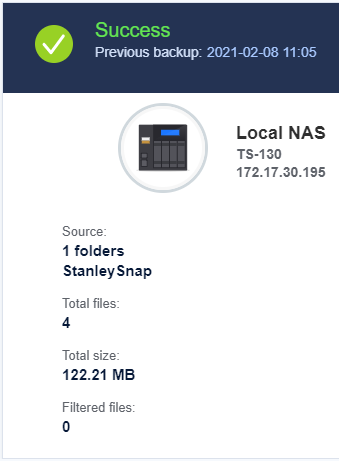 Success
Previous backup: 2021-02-08 11:05
Local NAS
TS-130
172.17.30.195
Source:
1 folders
StanleySnap
Total files:
4
Total size:
122.21 MB
Filtered files:
0